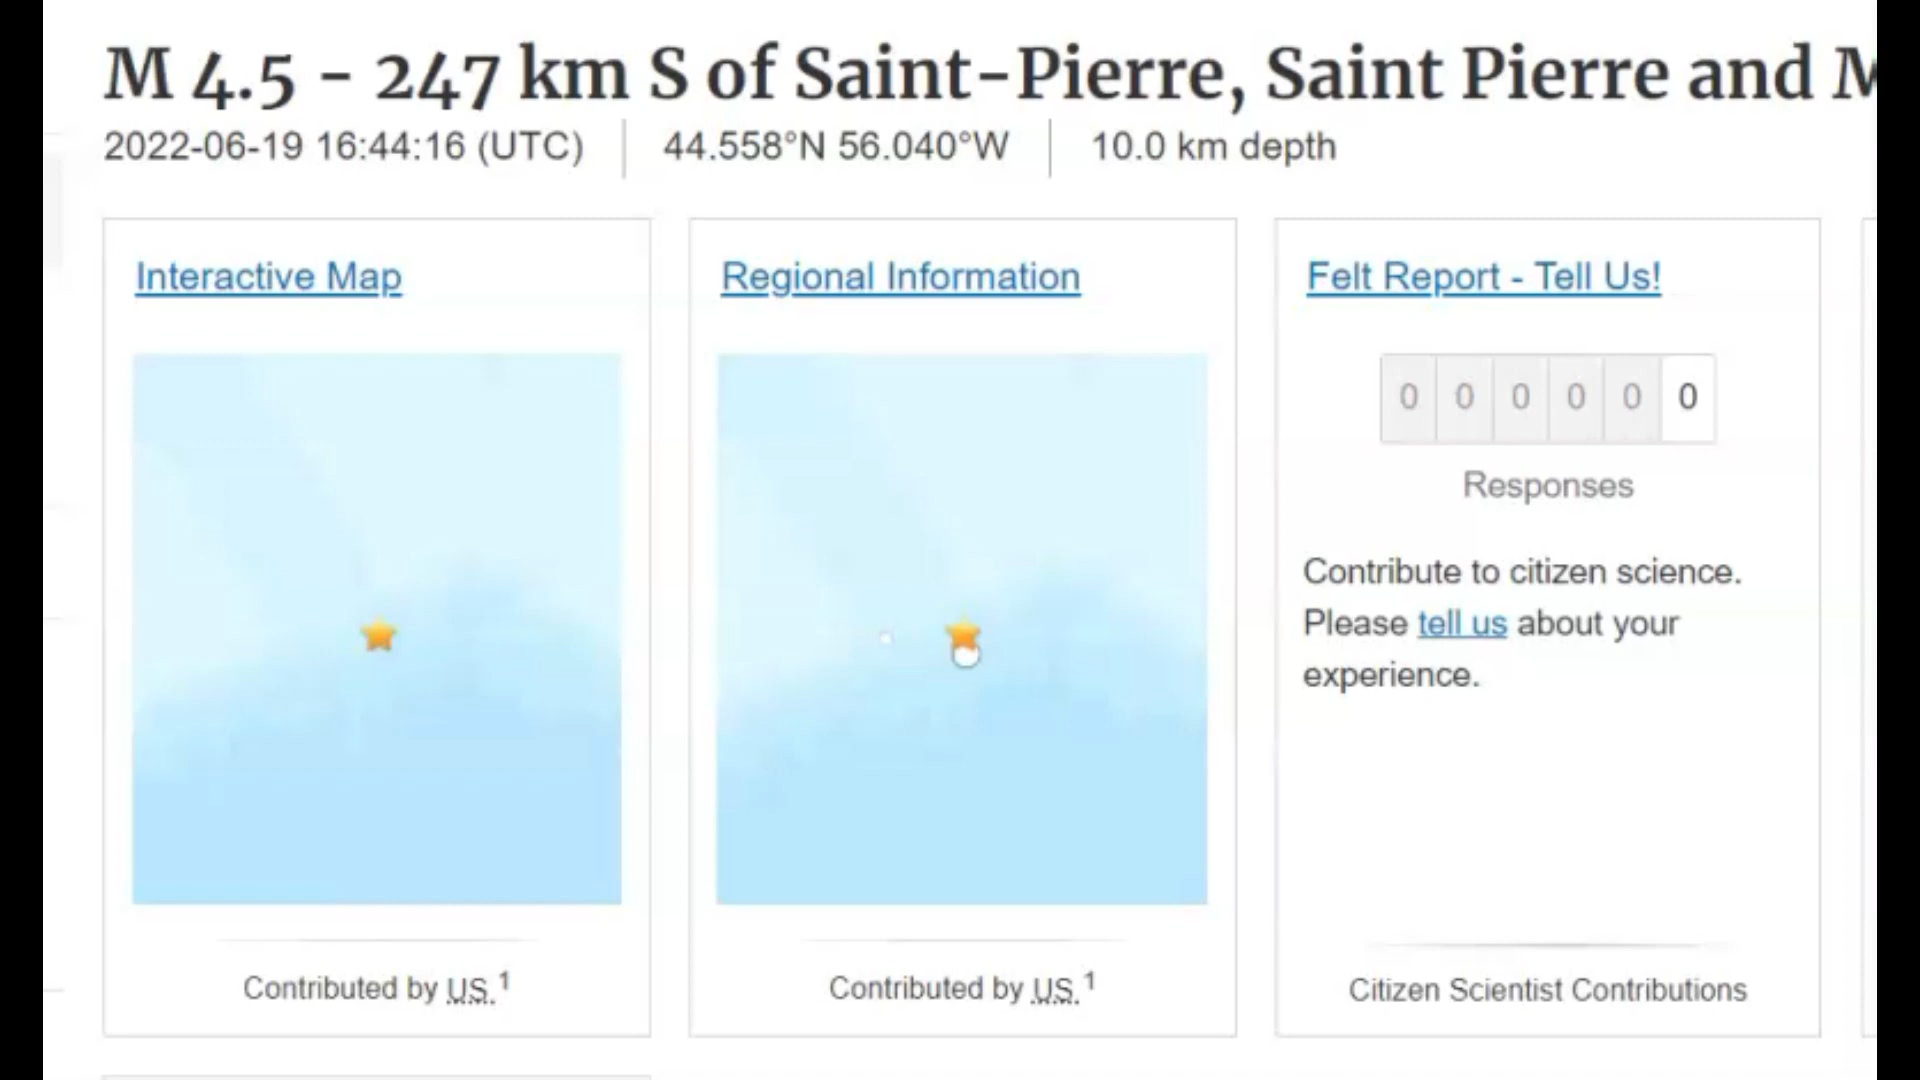 M 4.5 - 247 km S of Saint-Pierre, Saint Pierre and M
2022-06-19 16:44:16 (UTC) 44.558°N 56.040°W 10.0 km depth
Interactive Map
Contributed by US.1
Regional Information
Contributed by US.1
Felt Report - Tell Us!
0 0 0 0 0 0
Responses
Contribute to citizen science.
Please tell us about your
experience.
Citizen Scientist Contributions